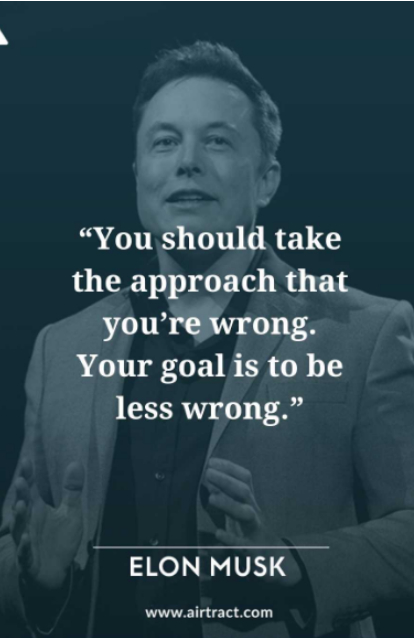 “You should take
the approach that
you’re wrong.
Your goal is to be
less wrong.”
ELON MUSK
www.airtract.com